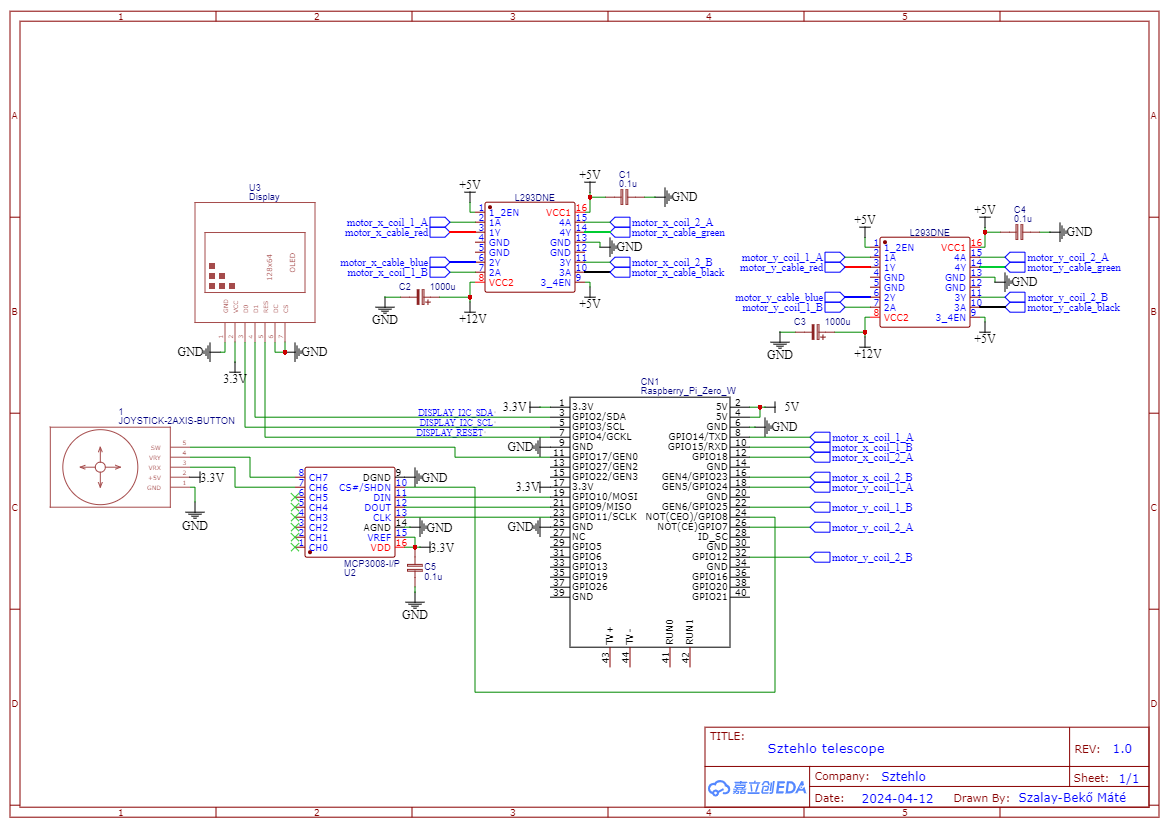 1 2 3 4 5
A A
B B
C C
D D
U3
Display
128x64
OLED
GND VCC D0 D1 RES DC CS
1 2 3 4 5 6 7
GND
GND
3.3V
L293DNE
+5V
+5V
C1
0.1u
GND
motor_x_coil_1_A
motor_x_cable_red
motor_x_cable_blue
motor_x_coil_1_B
1 1_2EN VCC1 16
2 1A 4A 15
3 1Y 4Y 14
4 GND GND 13
5 GND GND 12
6 2Y 3Y 11
7 2A 3A 10
8 VCC2 3_4EN 9
motor_x_coil_2_A
motor_x_cable_green
GND
motor_x_coil_2_B
motor_x_cable_black
C2 1000u
GND
+12V
+5V
L293DNE
+5V
+5V
C4
0.1u
GND
motor_y_coil_1_A
motor_y_cable_red
motor_y_cable_blue
motor_y_coil_1_B
1 1_2EN VCC1 16
2 1A 4A 15
3 1Y 4Y 14
4 GND GND 13
5 GND GND 12
6 2Y 3Y 11
7 2A 3A 10
8 VCC2 3_4EN 9
motor_y_coil_2_A
motor_y_cable_green
GND
motor_y_coil_2_B
motor_y_cable_black
C3 1000u
GND
+12V
+5V
1
JOYSTICK-2AXIS-BUTTON
SW 5
VRY 4
VRX 3
+5V 2
GND 1
3.3V
GND
DISPLAY_I2C_SDA
DISPLAY_I2C_SCL
DISPLAY_RESET
8 CH7 DGND 9
7 CH6 CS#/SHDN 10
6 CH5 DIN 11
5 CH4 DOUT 12
4 CH3 CLK 13
3 CH2 AGND 14
2 CH1 VREF 15
1 CH0 VDD 16
MCP3008-I/P
U2
GND
GND
3.3V
C5
0.1u
GND
CN1
Raspberry_Pi_Zero_W
3.3V
GND
3.3V
GND
1 3.3V 5V 2
3 GPIO2/SDA 5V 4
5 GPIO3/SCL GND 6
7 GPIO4/GCKL GPIO14/TXD 8
9 GND GPIO15/RXD 10
11 GPIO17/GEN0 GPIO18 12
13 GPIO27/GEN2 GND 14
15 GPIO22/GEN3 GEN4/GPIO23 16
17 3.3V GEN5/GPIO24 18
19 GPIO10/MOSI GND 20
21 GPIO9/MISO GEN6/GPIO25 22
23 GPIO11/SCLK NOT(CEO)/GPIO8 24
25 GND NOT(CE)GPIO7 26
27 NC ID_SC 28
29 GPIO5 GND 30
31 GPIO6 GPIO12 32
33 GPIO13 GND 34
35 GPIO19 GPIO16 36
37 GPIO26 GPIO20 38
39 GND GPIO21 40
TV+ TV- RUN0 RUN1
43 44 41 42
5V
GND
motor_x_coil_1_A
motor_x_coil_1_B
motor_x_coil_2_A
motor_x_coil_2_B
motor_y_coil_1_A
motor_y_coil_1_B
motor_y_coil_2_A
motor_y_coil_2_B
TITLE:
Sztehlo telescope
REV: 1.0
嘉立创EDA
Company: Sztehlo
Sheet: 1/1
Date: 2024-04-12 Drawn By: Szalay-Bekő Máté
1 2 3 4 5